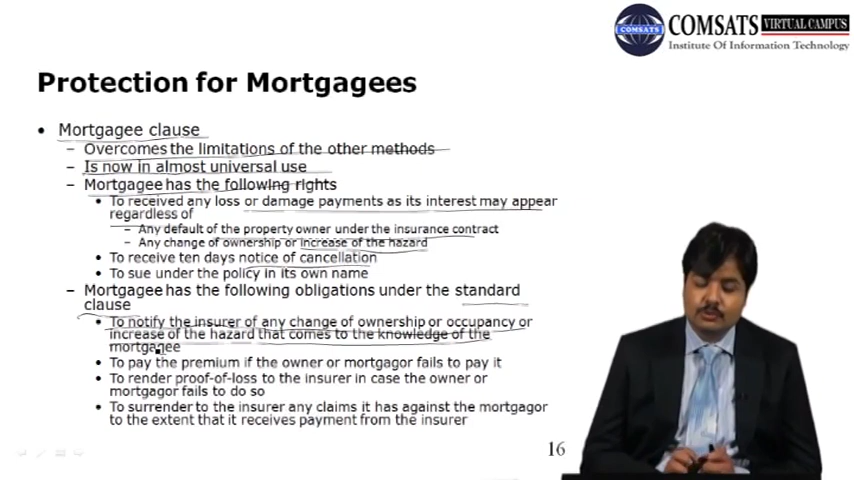 COMSATS
COMSATS VIRTUAL CAMPUS
Institute Of Information Technology
Protection for Mortgagees
• Mortgagee clause
– Overcomes the limitations of the other methods
– Is now in almost universal use
– Mortgagee has the following rights
• To received any loss or damage payments as its interest may appear
regardless of
– Any default of the property owner under the insurance contract
– Any change of ownership or increase of the hazard
• To receive ten days notice of cancellation
• To sue under the policy in its own name
– Mortgagee has the following obligations under the standard
clause
• To notify the insurer of any change of ownership or occupancy or
increase of the hazard that comes to the knowledge of the
mortgagee
• To pay the premium if the owner or mortgagor fails to pay it
• To render proof-of-loss to the insurer in case the owner or
mortgagor fails to do so
• To surrender to the insurer any claims it has against the mortgagor
to the extent that it receives payment from the insurer
16